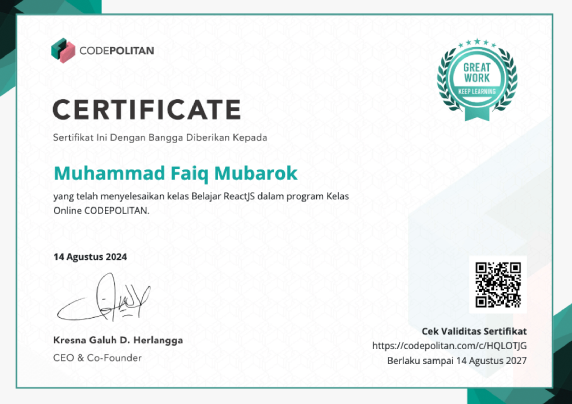 CODEPOLITAN
GREAT
WORK
KEEP LEARNING
CERTIFICATE
Sertifikat Ini Dengan Bangga Diberikan Kepada
Muhammad Faiq Mubarok
yang telah menyelesaikan kelas Belajar ReactJS dalam program Kelas
Online CODEPOLITAN.
14 Agustus 2024
Kresna Galuh D. Herlangga
CEO & Co-Founder
Cek Validitas Sertifikat
https://codepolitan.com/c/HQLOTJG
Berlaku sampai 14 Agustus 2027